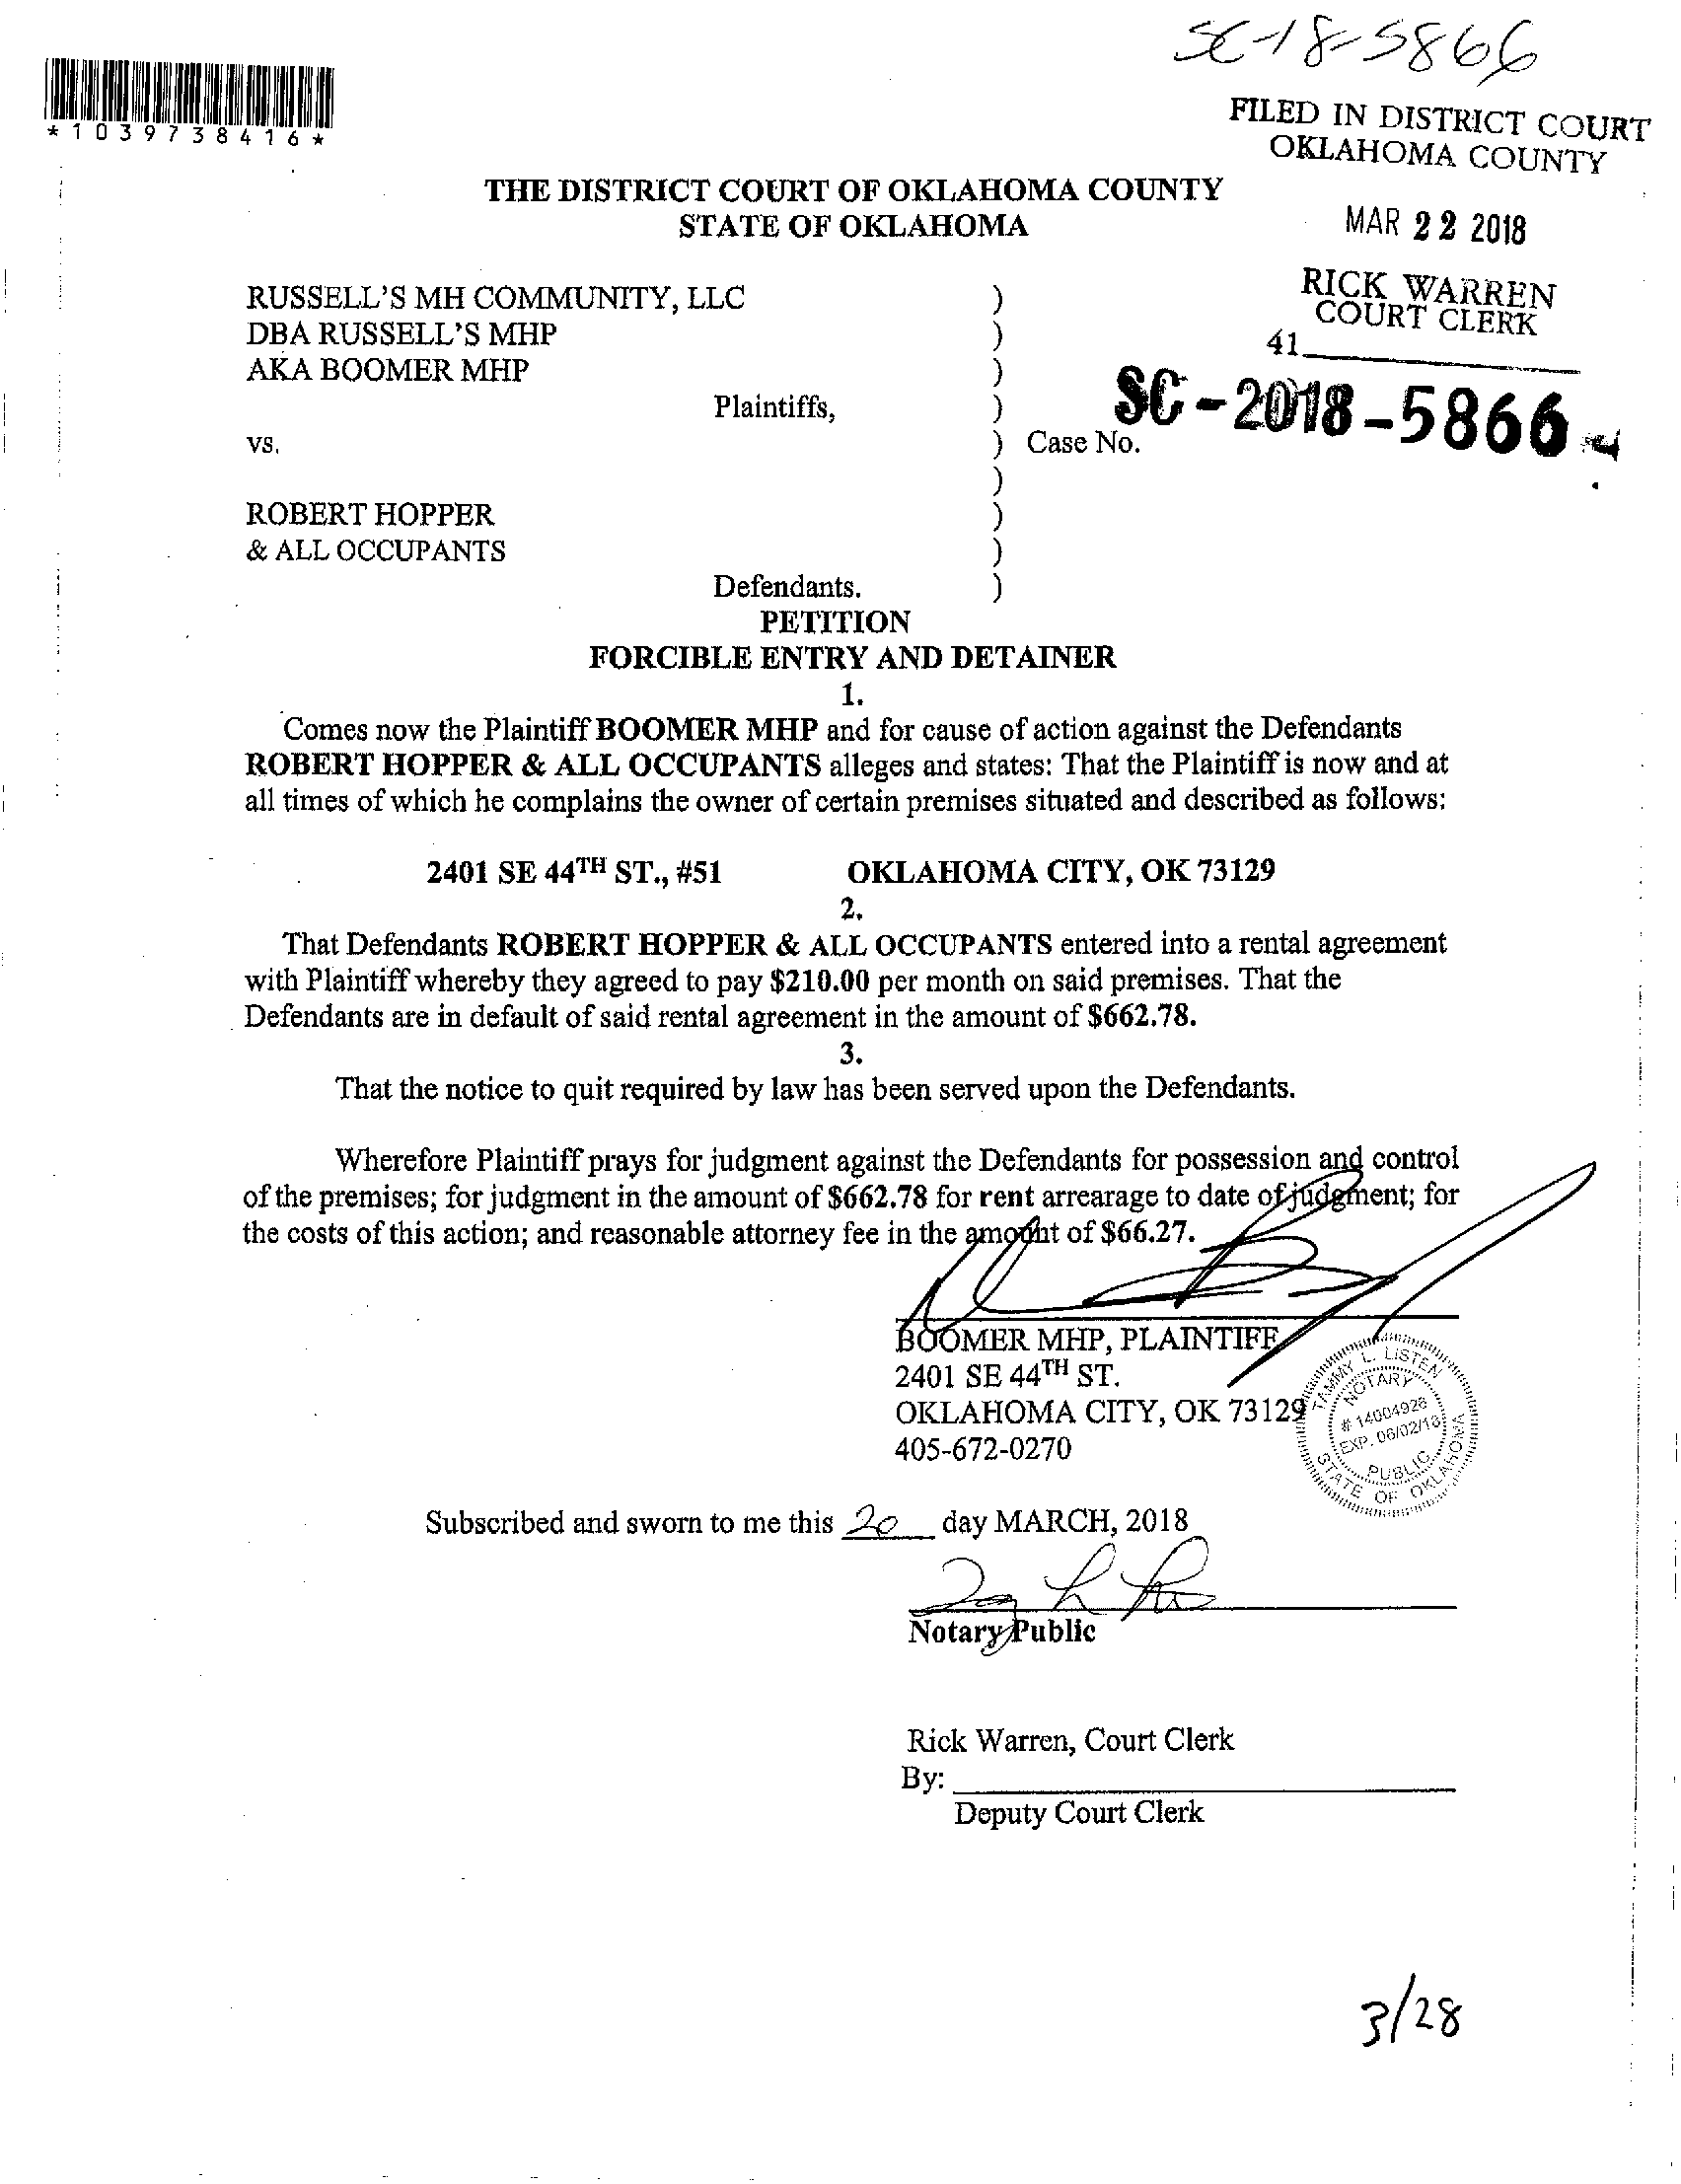 SC-18-5866
*1039738416*
FILED IN DISTRICT COURT
OKLAHOMA COUNTY
THE DISTRICT COURT OF OKLAHOMA COUNTY
STATE OF OKLAHOMA
MAR 22 2018
RICK WARREN
COURT CLERK
41
RUSSELL'S MH COMMUNITY, LLC )
DBA RUSSELL'S MHP )
AKA BOOMER MHP )
Plaintiffs, )
SC-2018-5866
vs. ) Case No.
)
ROBERT HOPPER )
& ALL OCCUPANTS )
Defendants. )
PETITION
FORCIBLE ENTRY AND DETAINER
1.
Comes now the Plaintiff BOOMER MHP and for cause of action against the Defendants
ROBERT HOPPER & ALL OCCUPANTS alleges and states: That the Plaintiff is now and at
all times of which he complains the owner of certain premises situated and described as follows:
2401 SE 44TH ST., #51 OKLAHOMA CITY, OK 73129
2.
That Defendants ROBERT HOPPER & ALL OCCUPANTS entered into a rental agreement
with Plaintiff whereby they agreed to pay $210.00 per month on said premises. That the
Defendants are in default of said rental agreement in the amount of $662.78.
3.
That the notice to quit required by law has been served upon the Defendants.
Wherefore Plaintiff prays for judgment against the Defendants for possession and control
of the premises; for judgment in the amount of $662.78 for rent arrearage to date of judgment; for
the costs of this action; and reasonable attorney fee in the amount of $66.27.
BOOMER MHP, PLAINTIFF
2401 SE 44TH ST.
OKLAHOMA CITY, OK 73129
405-672-0270
TAMMY L. LISTEN
NOTARY
# 14004926
EXP. 06/02/18
PUBLIC
STATE OF OKLAHOMA
Subscribed and sworn to me this 20 day MARCH, 2018
Notary Public
Rick Warren, Court Clerk
By:
Deputy Court Clerk
3/28